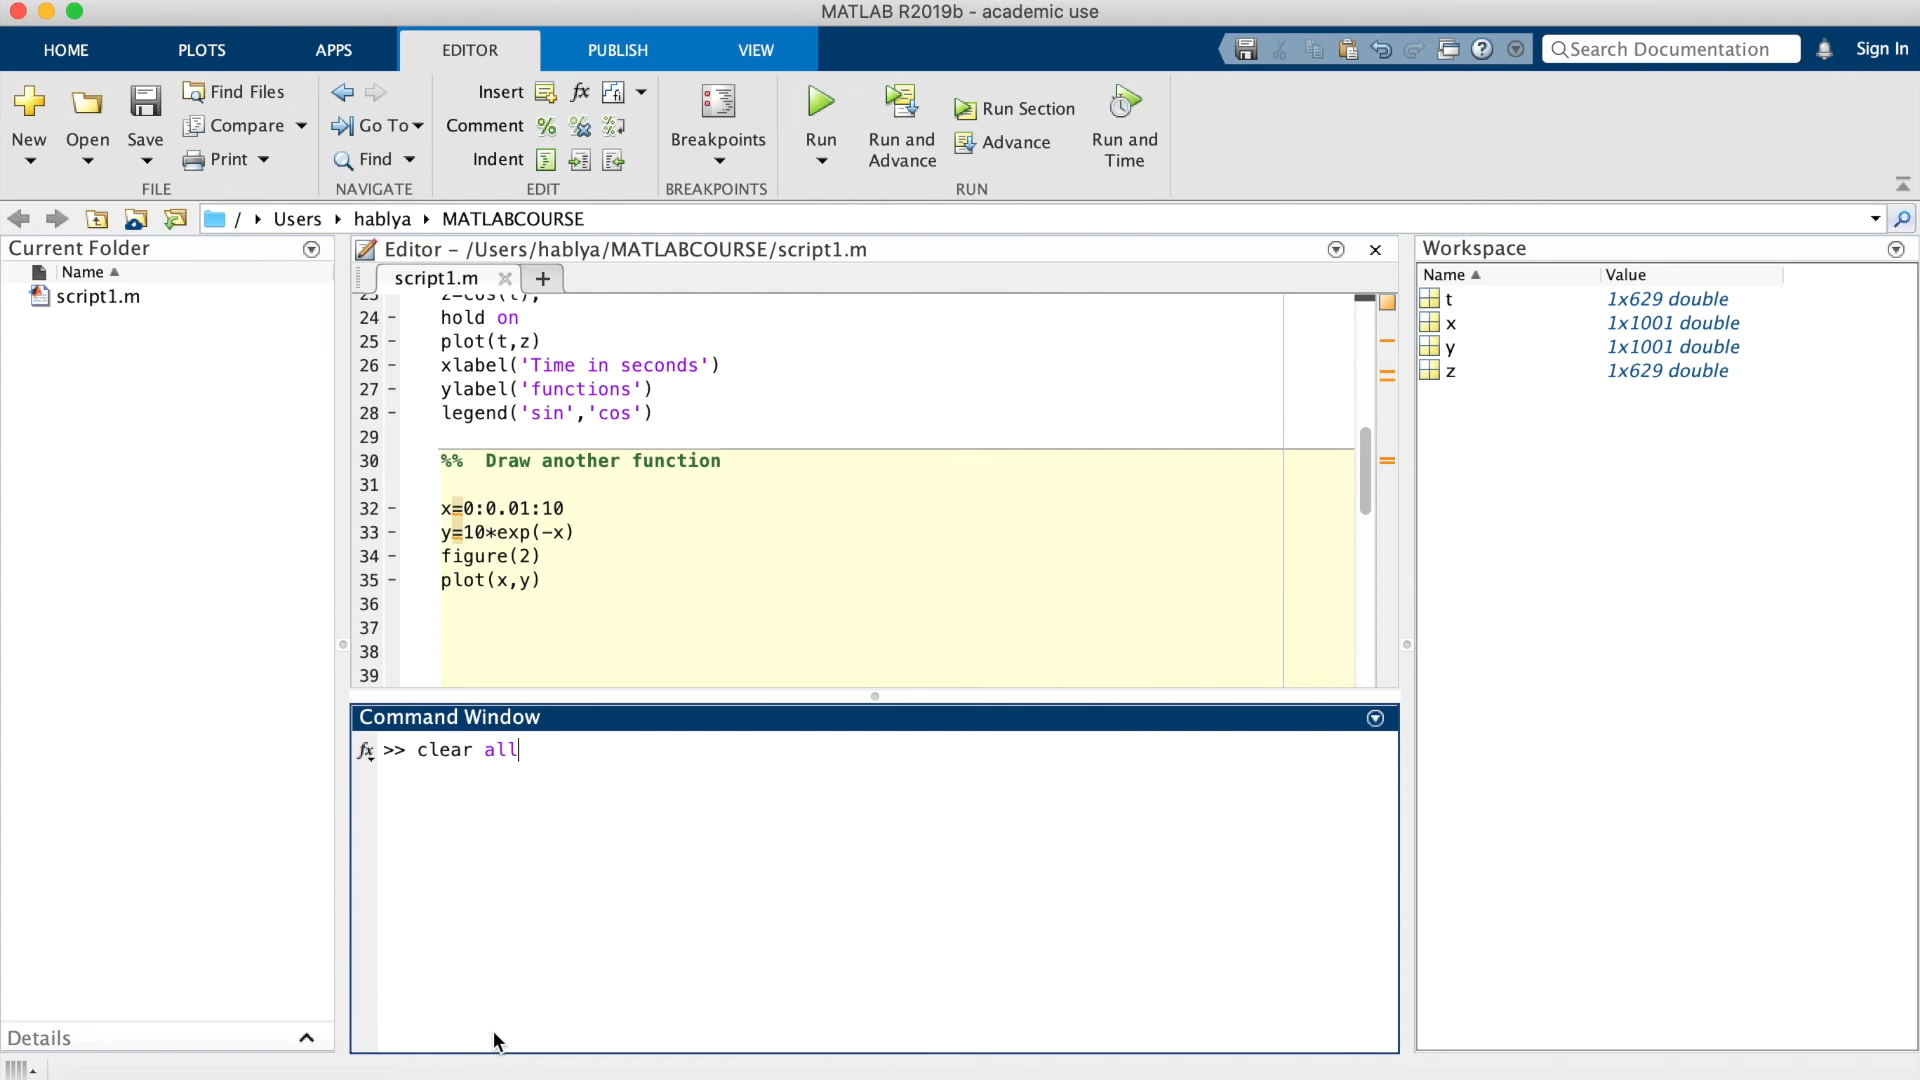 MATLAB R2019b - academic use
HOME PLOTS APPS EDITOR PUBLISH VIEW Search Documentation Sign In
New Open Save Find Files Compare Print FILE
Go To Find NAVIGATE
Insert fx Comment Indent EDIT
Breakpoints BREAKPOINTS
Run Run and Advance Run Section Advance Run and Time RUN
/ Users hablya MATLABCOURSE
Current Folder
Name
script1.m
Details
Editor – /Users/hablya/MATLABCOURSE/script1.m
script1.m +
23 z=cos(t);
24 – hold on
25 – plot(t,z)
26 – xlabel('Time in seconds')
27 – ylabel('functions')
28 – legend('sin','cos')
29
30 %% Draw another function
31
32 – x=0:0.01:10
33 – y=10*exp(-x)
34 – figure(2)
35 – plot(x,y)
36
37
38
39
Command Window
fx >> clear all
Workspace
Name Value
t 1x629 double
x 1x1001 double
y 1x1001 double
z 1x629 double